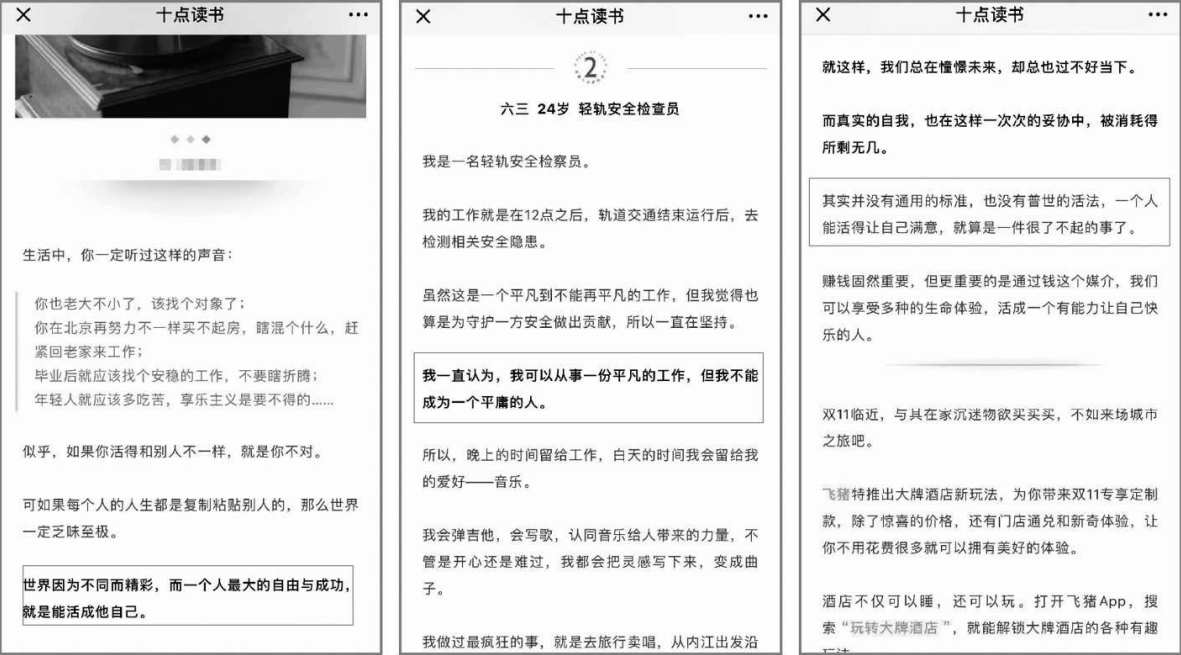 十点读书
生活中，你一定听过这样的声音：
你也老大不小了，该找个对象了；
你在北京再努力不一样买不起房，瞎混个什么，赶
紧回老家来工作；
毕业后就应该找个安稳的工作，不要瞎折腾；
年轻人就应该多吃苦，享乐主义是要不得的……
似乎，如果你活得和别人不一样，就是你不对。
可如果每个人的人生都是复制粘贴别人的，那么世界
一定乏味至极。
世界因为不同而精彩，而一个人最大的自由与成功，
就是能活成他自己。
十点读书
2
六三 24岁 轻轨安全检查员
我是一名轻轨安全检察员。
我的工作就是在12点之后，轨道交通结束运行后，去
检测相关安全隐患。
虽然这是一个平凡到不能再平凡的工作，但我觉得也
算是为守护一方安全做出贡献，所以一直在坚持。
我一直认为，我可以从事一份平凡的工作，但我不能
成为一个平庸的人。
所以，晚上的时间留给工作，白天的时间我会留给我
的爱好——音乐。
我会弹吉他，会写歌，认同音乐给人带来的力量，不
管是开心还是难过，我都会把灵感写下来，变成曲
子。
我做过最疯狂的事，就是去旅行卖唱，从内江出发沿
十点读书
就这样，我们总在憧憬未来，却总也过不好当下。
而真实的自我，也在这样一次次的妥协中，被消耗得
所剩无几。
其实并没有通用的标准，也没有普世的活法，一个人
能活得让自己满意，就算是一件很了不起的事了。
赚钱固然重要，但更重要的是通过钱这个媒介，我们
可以享受多种的生命体验，活成一个有能力让自己快
乐的人。
双11临近，与其在家沉迷物欲买买买，不如来场城市
之旅吧。
飞猪特推出大牌酒店新玩法，为你带来双11专享定制
款，除了惊喜的价格，还有门店通兑和新奇体验，让
你不用花费很多就可以拥有美好的体验。
酒店不仅可以睡，还可以玩。打开飞猪App，搜
索“玩转大牌酒店”，就能解锁大牌酒店的各种有趣